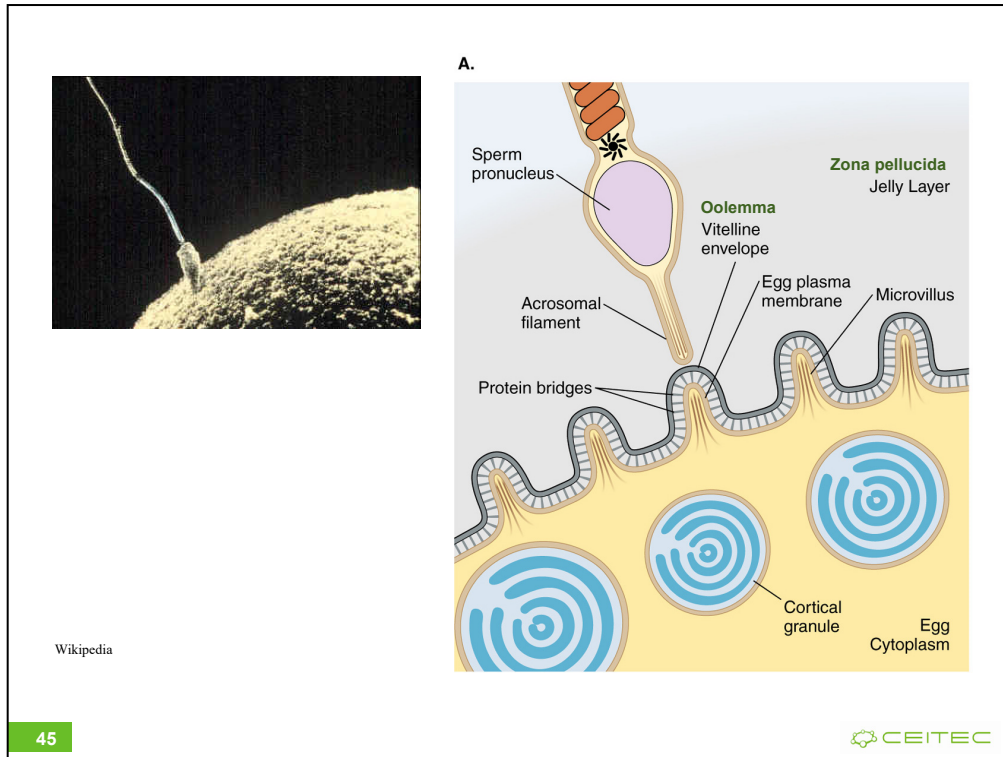 A.
Sperm
pronucleus
Zona pellucida
Jelly Layer
Oolemma
Vitelline
envelope
Egg plasma
membrane
Microvillus
Acrosomal
filament
Protein bridges
Cortical
granule
Egg
Cytoplasm
Wikipedia
45
CEITEC